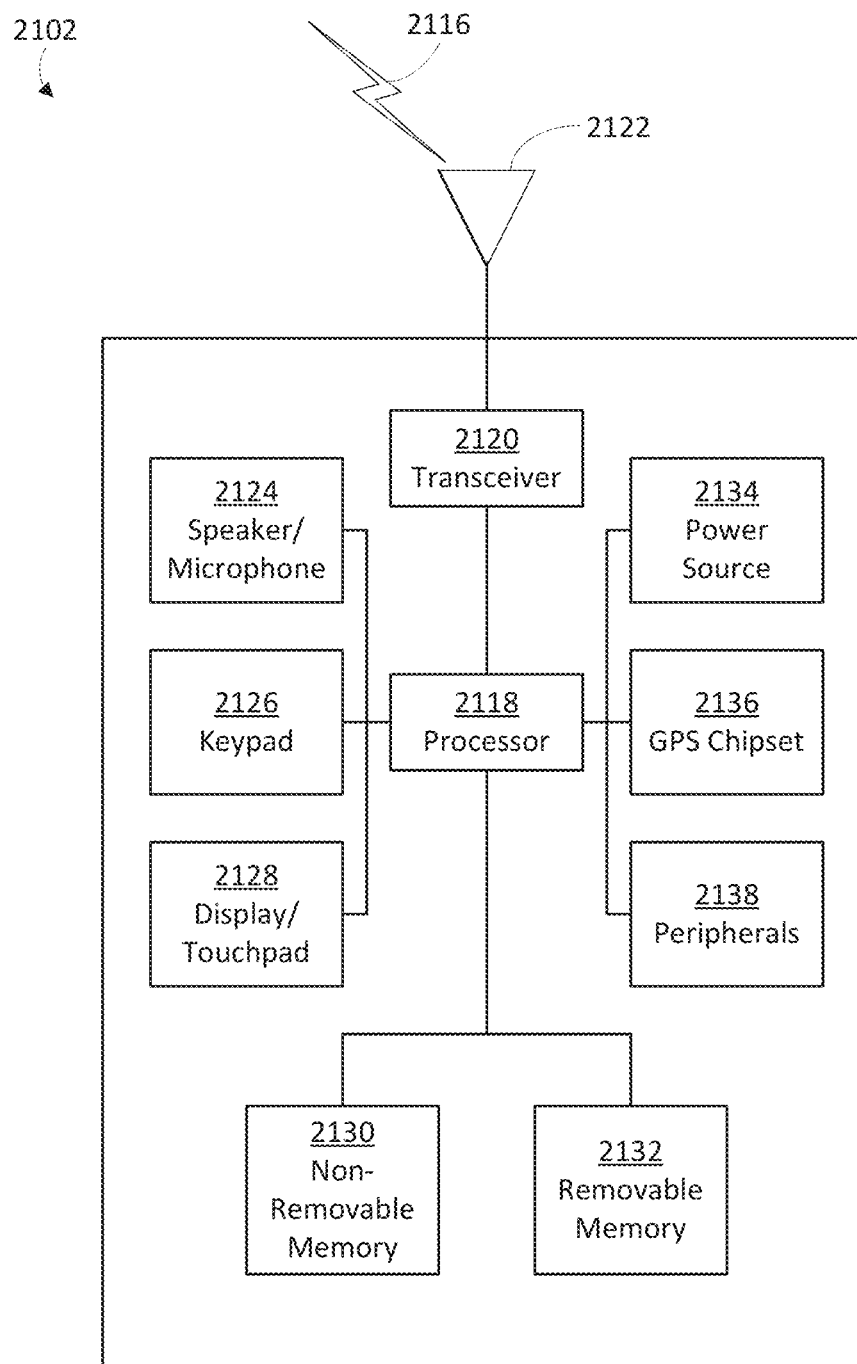 2102
2116
2122
2120
Transceiver
2124
Speaker/
Microphone
2134
Power
Source
2126
Keypad
2118
Processor
2136
GPS Chipset
2128
Display/
Touchpad
2138
Peripherals
2130
Non-
Removable
Memory
2132
Removable
Memory